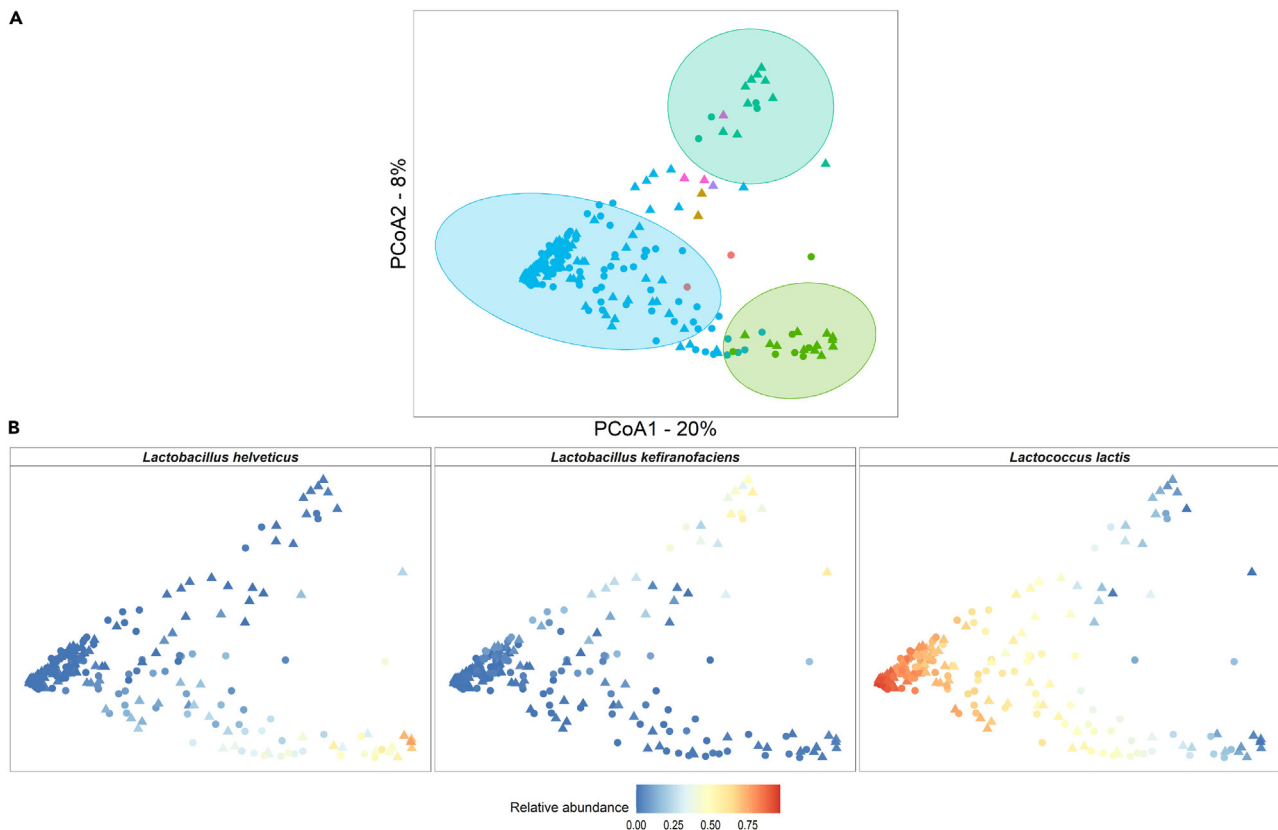 A
PCoA2 - 8%
PCoA1 - 20%
B
Lactobacillus helveticus
Lactobacillus kefiranofaciens
Lactococcus lactis
Relative abundance
0.00 0.25 0.50 0.75